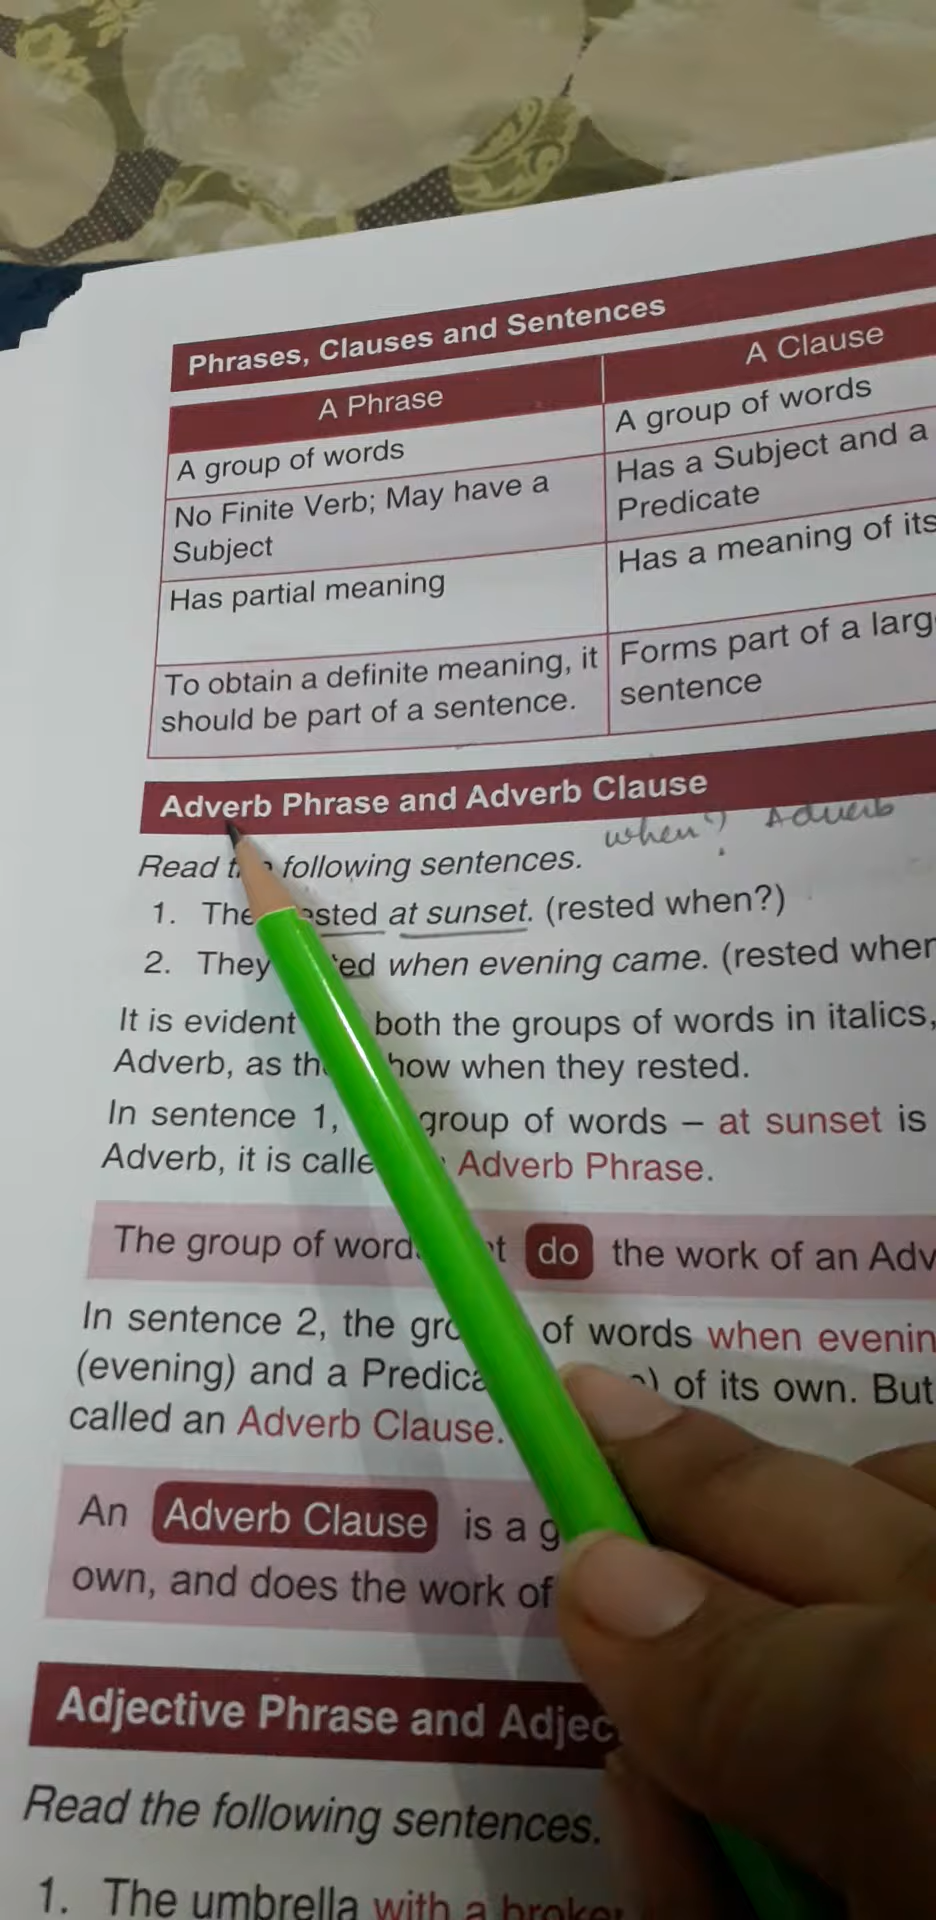 Phrases, Clauses and Sentences
A Phrase
A Clause
A group of words
A group of words
No Finite Verb; May have a
Subject
Has a Subject and a
Predicate
Has partial meaning
Has a meaning of its
To obtain a definite meaning, it
should be part of a sentence.
Forms part of a larg
sentence
Adverb Phrase and Adverb Clause
when? Adverb
Read following sentences.
1. The sted at sunset. (rested when?)
2. They ed when evening came. (rested when
It is evident both the groups of words in italics,
Adverb, as how when they rested.
In sentence 1, group of words – at sunset is
Adverb, it is calle Adverb Phrase.
The group of word do the work of an Adv
In sentence 2, the gro of words when evenin
(evening) and a Predica of its own. But
called an Adverb Clause.
An Adverb Clause is a g
own, and does the work of
Adjective Phrase and Adjec
Read the following sentences.
1. The umbrella with a broke